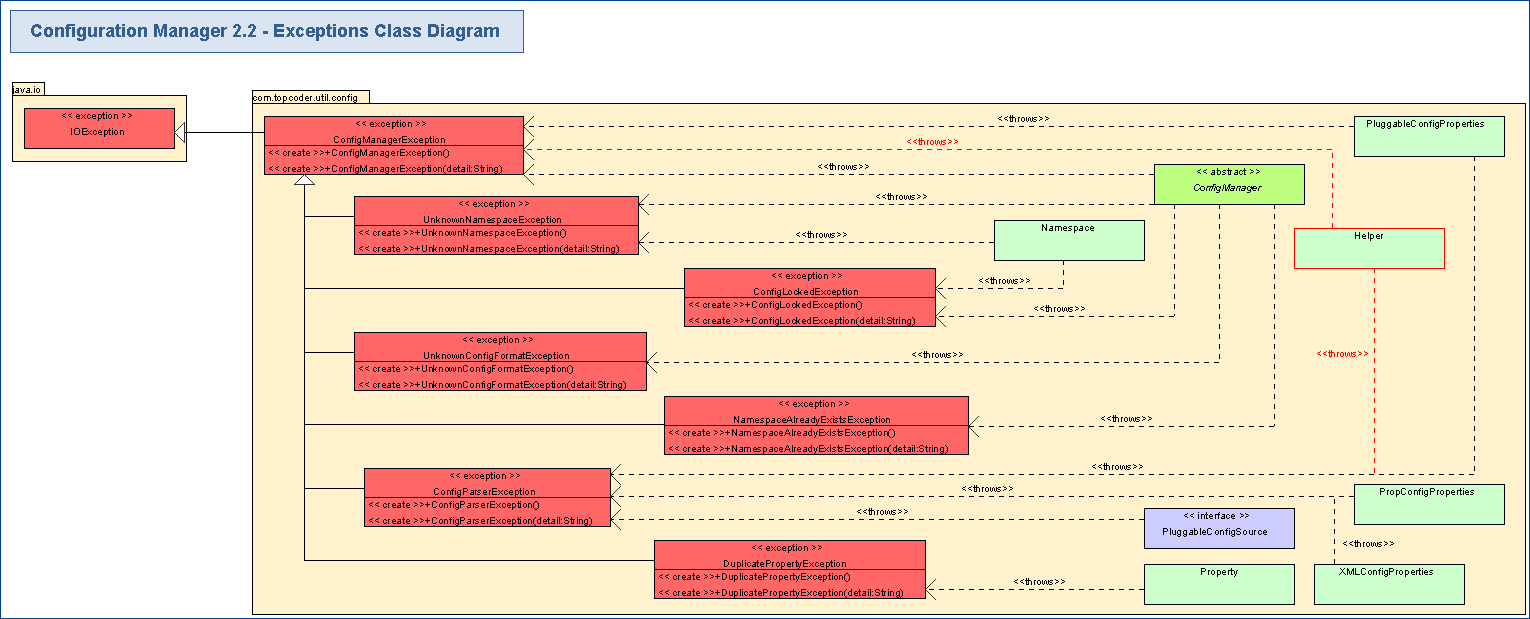 Configuration Manager 2.2 - Exceptions Class Diagram
java.io
<< exception >>
IOException
com.topcoder.util.config
<< exception >>
ConfigManagerException
<< create >>+ConfigManagerException()
<< create >>+ConfigManagerException(detail:String)
<<throws>>
PluggableConfigProperties
<<throws>>
<<throws>>
<< abstract >>
ConfigManager
<< exception >>
UnknownNamespaceException
<< create >>+UnknownNamespaceException()
<< create >>+UnknownNamespaceException(detail:String)
<<throws>>
<<throws>>
Namespace
Helper
<< exception >>
ConfigLockedException
<< create >>+ConfigLockedException()
<< create >>+ConfigLockedException(detail:String)
<<throws>>
<<throws>>
<< exception >>
UnknownConfigFormatException
<< create >>+UnknownConfigFormatException()
<< create >>+UnknownConfigFormatException(detail:String)
<<throws>>
<<throws>>
<< exception >>
NamespaceAlreadyExistsException
<< create >>+NamespaceAlreadyExistsException()
<< create >>+NamespaceAlreadyExistsException(detail:String)
<<throws>>
<< exception >>
ConfigParserException
<< create >>+ConfigParserException()
<< create >>+ConfigParserException(detail:String)
<<throws>>
<<throws>>
PropConfigProperties
<<throws>>
<< interface >>
PluggableConfigSource
<<throws>>
<< exception >>
DuplicatePropertyException
<< create >>+DuplicatePropertyException()
<< create >>+DuplicatePropertyException(detail:String)
<<throws>>
Property
XMLConfigProperties